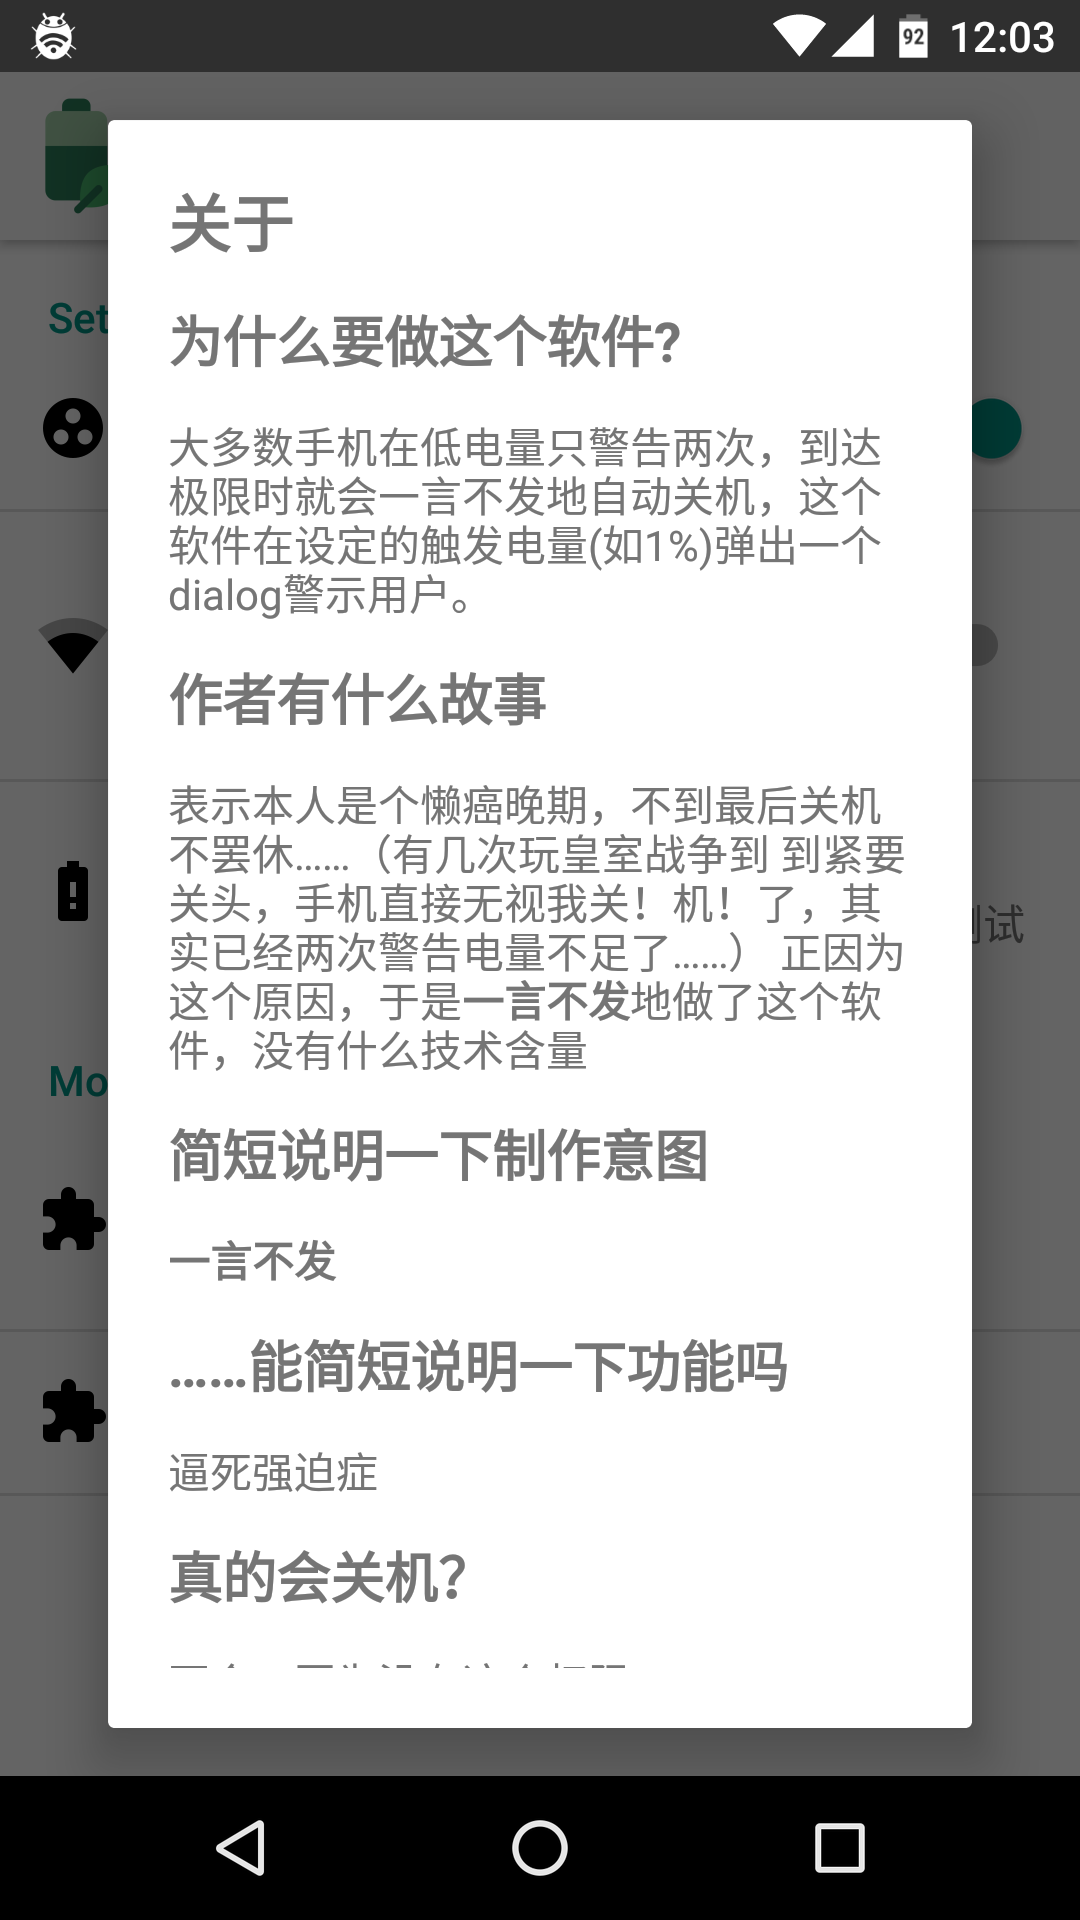 92 12:03
Set
关于
为什么要做这个软件?
大多数手机在低电量只警告两次，到达
极限时就会一言不发地自动关机，这个
软件在设定的触发电量(如1%)弹出一个
dialog警示用户。
作者有什么故事
表示本人是个懒癌晚期，不到最后关机
不罢休……（有几次玩皇室战争到 到紧要
关头，手机直接无视我关！机！了，其
实已经两次警告电量不足了……） 正因为
这个原因，于是一言不发地做了这个软
件，没有什么技术含量
试
Mo
简短说明一下制作意图
一言不发
……能简短说明一下功能吗
逼死强迫症
真的会关机？